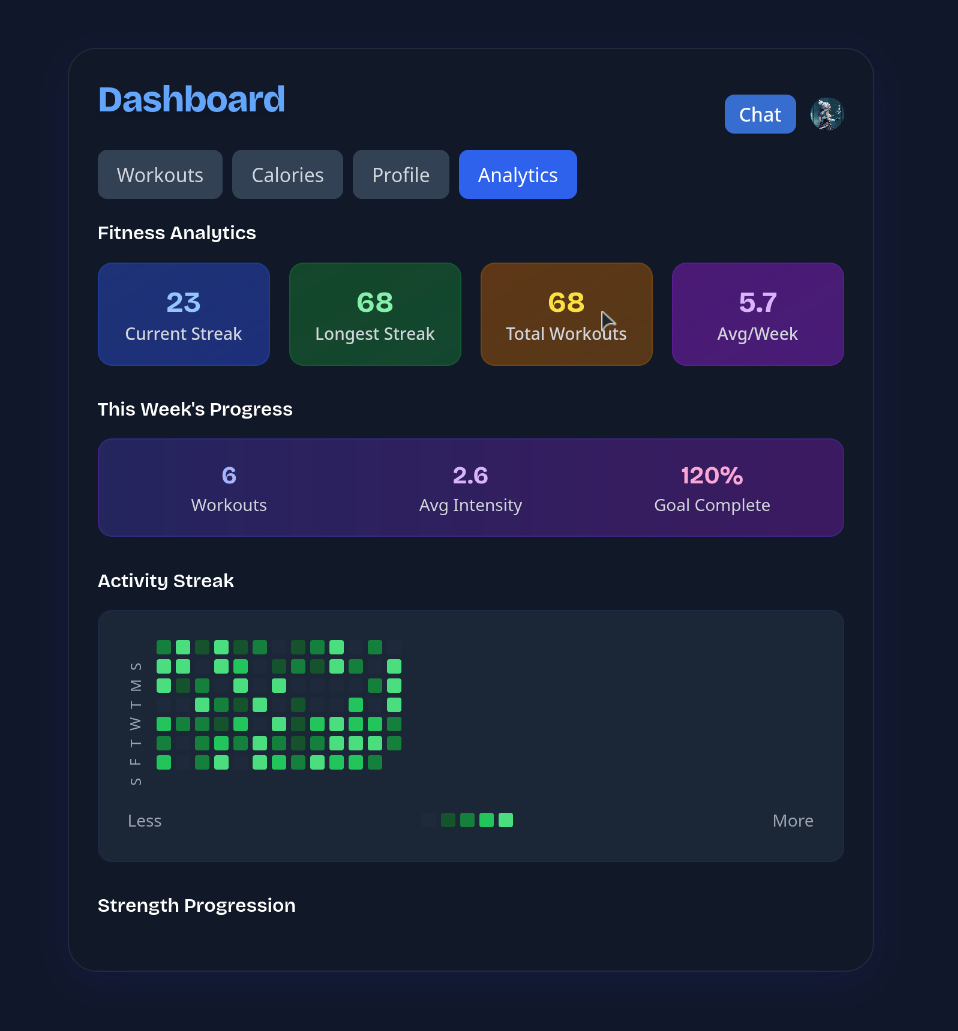 Dashboard
Chat
Workouts
Calories
Profile
Analytics
Fitness Analytics
23
Current Streak
68
Longest Streak
68
Total Workouts
5.7
Avg/Week
This Week's Progress
6
Workouts
2.6
Avg Intensity
120%
Goal Complete
Activity Streak
S
M
T
W
T
F
S
Less
More
Strength Progression